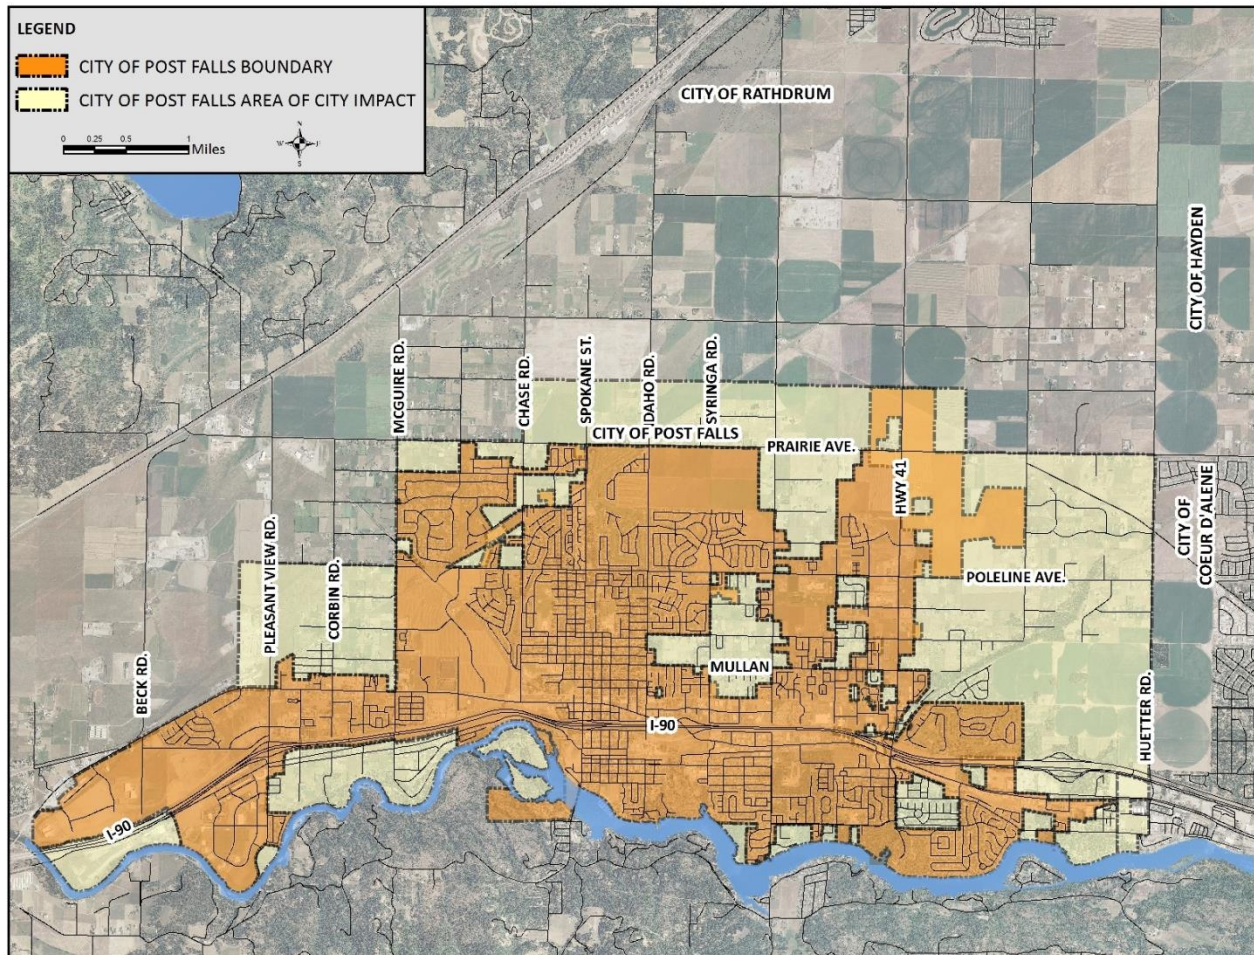 LEGEND
CITY OF POST FALLS BOUNDARY
CITY OF POST FALLS AREA OF CITY IMPACT
0 0.25 0.5 1
Miles
N
W E
S
CITY OF RATHDRUM
CITY OF HAYDEN
MCGUIRE RD.
CHASE RD.
SPOKANE ST.
IDAHO RD.
SYRINGA RD.
CITY OF POST FALLS
PRAIRIE AVE.
HWY 41
CITY OF
COEUR D'ALENE
PLEASANT VIEW RD.
CORBIN RD.
POLELINE AVE.
BECK RD.
MULLAN
I-90
HUETTER RD.
I-90